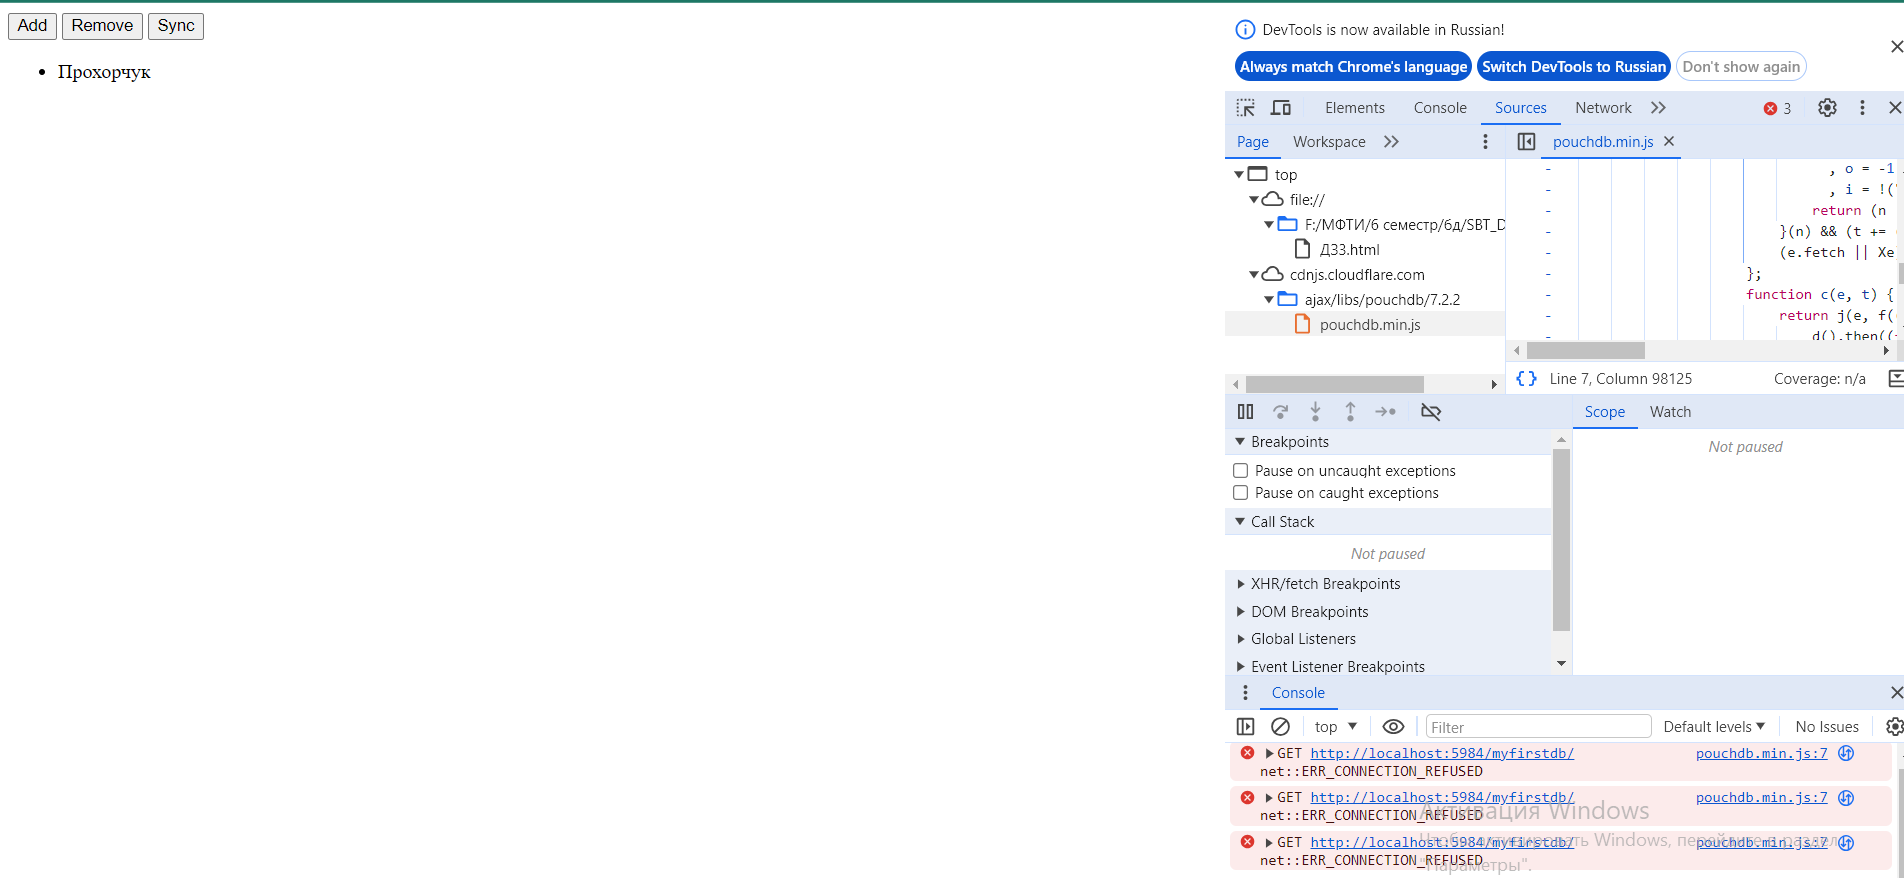 Add Remove Sync
Прохорчук
DevTools is now available in Russian!
Always match Chrome's language Switch DevTools to Russian Don't show again
Elements Console Sources Network 3
Page Workspace
pouchdb.min.js
top
file://
F:/МФТИ/6 семестр/бд/SBT_D
ДЗ3.html
cdnjs.cloudflare.com
ajax/libs/pouchdb/7.2.2
pouchdb.min.js
- , o = -1
- , i = !(
- return (n
- }(n) && (t +=
- (e.fetch || Xe
- };
- function c(e, t) {
- return j(e, f(
- d().then((
{ } Line 7, Column 98125 Coverage: n/a
Breakpoints
Pause on uncaught exceptions
Pause on caught exceptions
Call Stack
Not paused
XHR/fetch Breakpoints
DOM Breakpoints
Global Listeners
Event Listener Breakpoints
Scope Watch
Not paused
Console
top Filter Default levels No Issues
GET http://localhost:5984/myfirstdb/ pouchdb.min.js:7
net::ERR_CONNECTION_REFUSED
GET http://localhost:5984/myfirstdb/ pouchdb.min.js:7
net::ERR_CONNECTION_REFUSED
GET http://localhost:5984/myfirstdb/ pouchdb.min.js:7
net::ERR_CONNECTION_REFUSED
Активация Windows
Чтобы активировать Windows, перейдите в раздел
"Параметры".